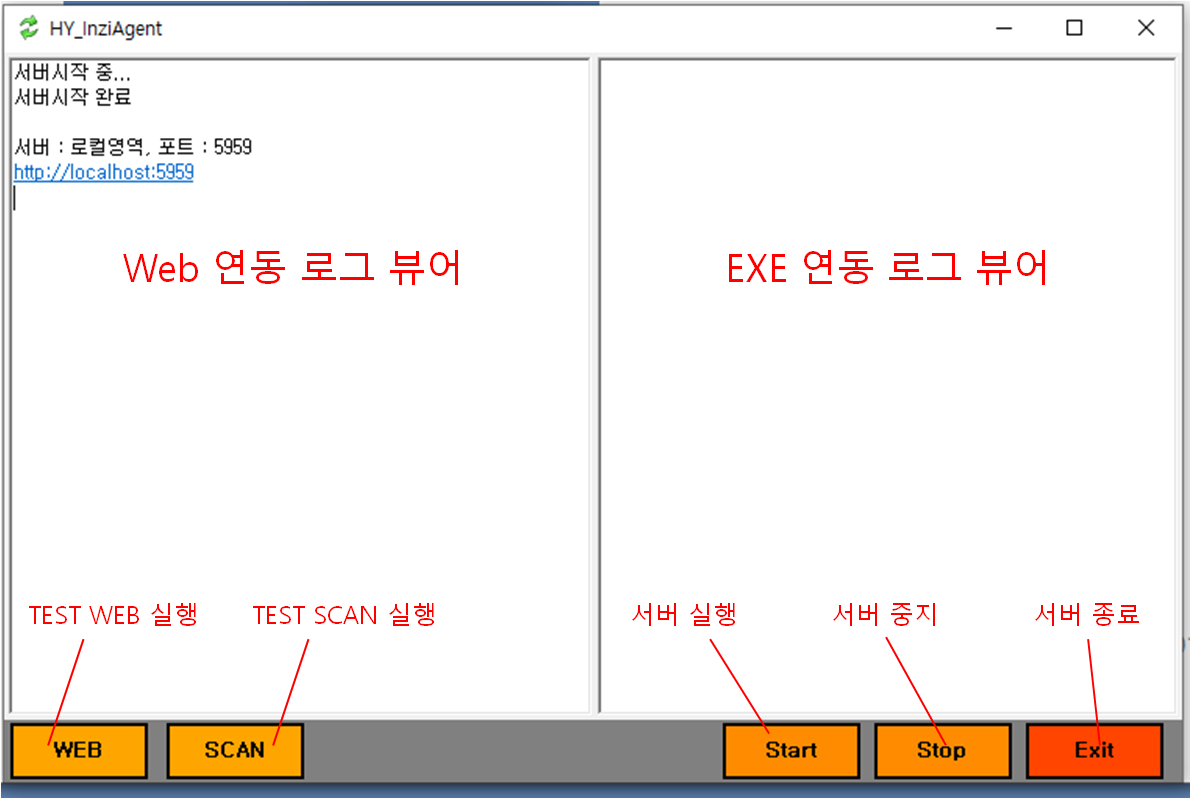 HY_InziAgent
서버시작 중...
서버시작 완료
서버 : 로컬영역, 포트 : 5959
http://localhost:5959
Web 연동 로그 뷰어
EXE 연동 로그 뷰어
TEST WEB 실행
TEST SCAN 실행
서버 실행
서버 중지
서버 종료
WEB
SCAN
Start
Stop
Exit